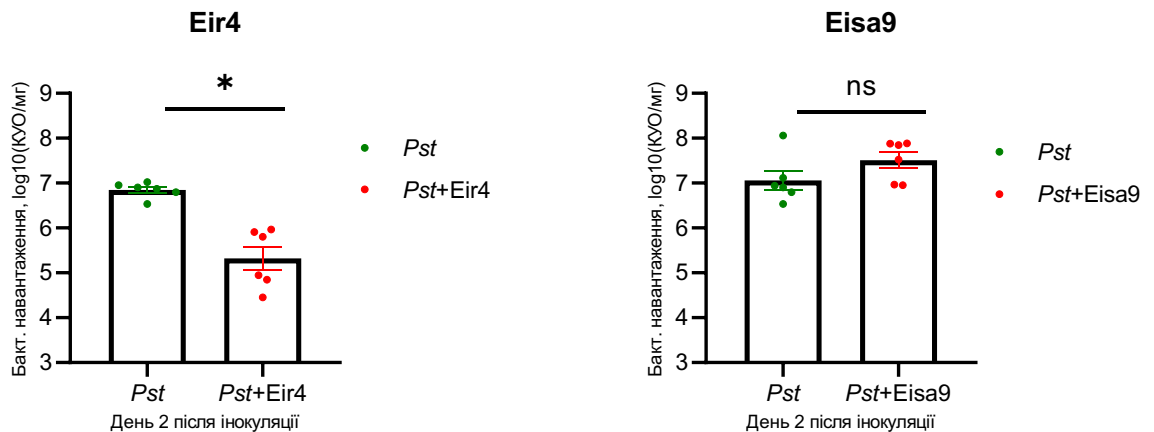 Eir4
*
Бакт. навантаження, log10(КУО/мг)
9
8
7
6
5
4
3
Pst
Pst+Eir4
Pst
Pst+Eir4
День 2 після інокуляції
Eisa9
ns
Бакт. навантаження, log10(КУО/мг)
9
8
7
6
5
4
3
Pst
Pst+Eisa9
Pst
Pst+Eisa9
День 2 після інокуляції